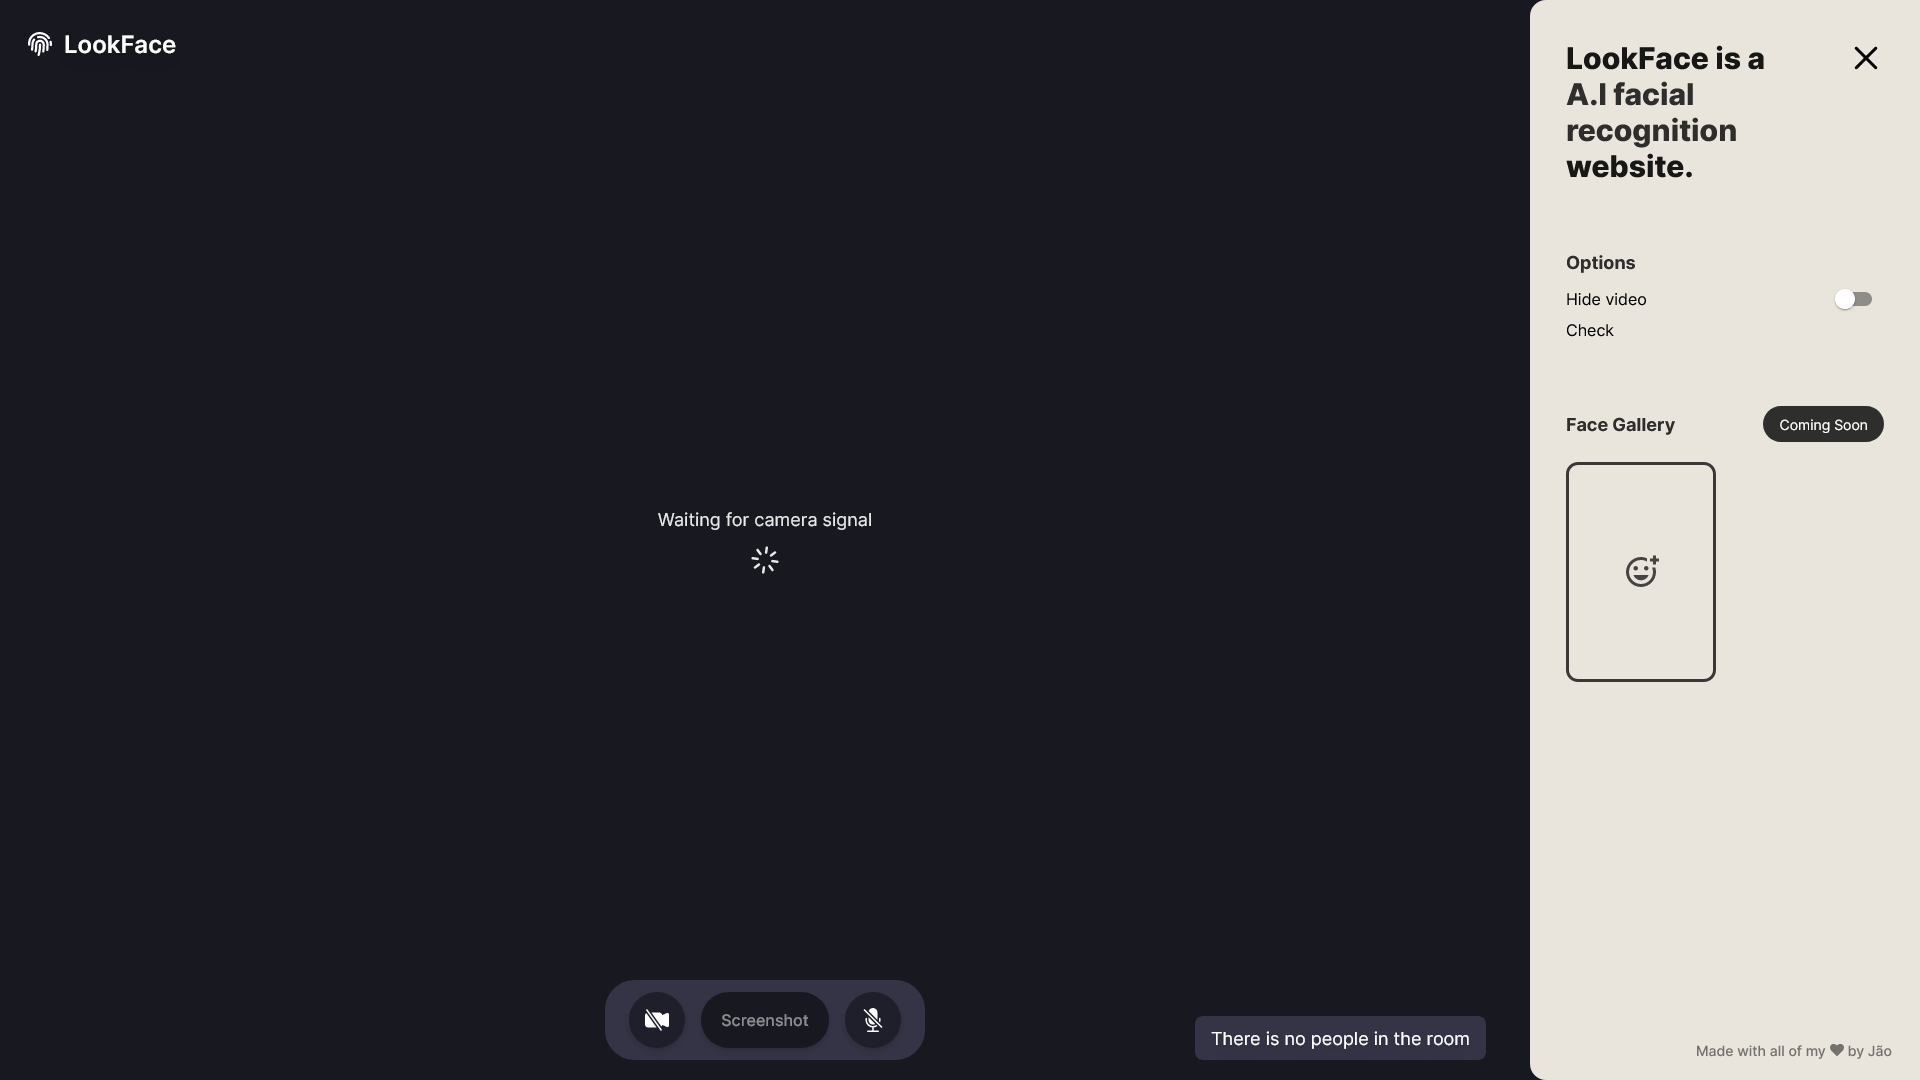 LookFace
Waiting for camera signal
Screenshot
There is no people in the room
LookFace is a
A.I facial
recognition
website.
Options
Hide video
Check
Face Gallery
Coming Soon
Made with all of my ♥ by Jão